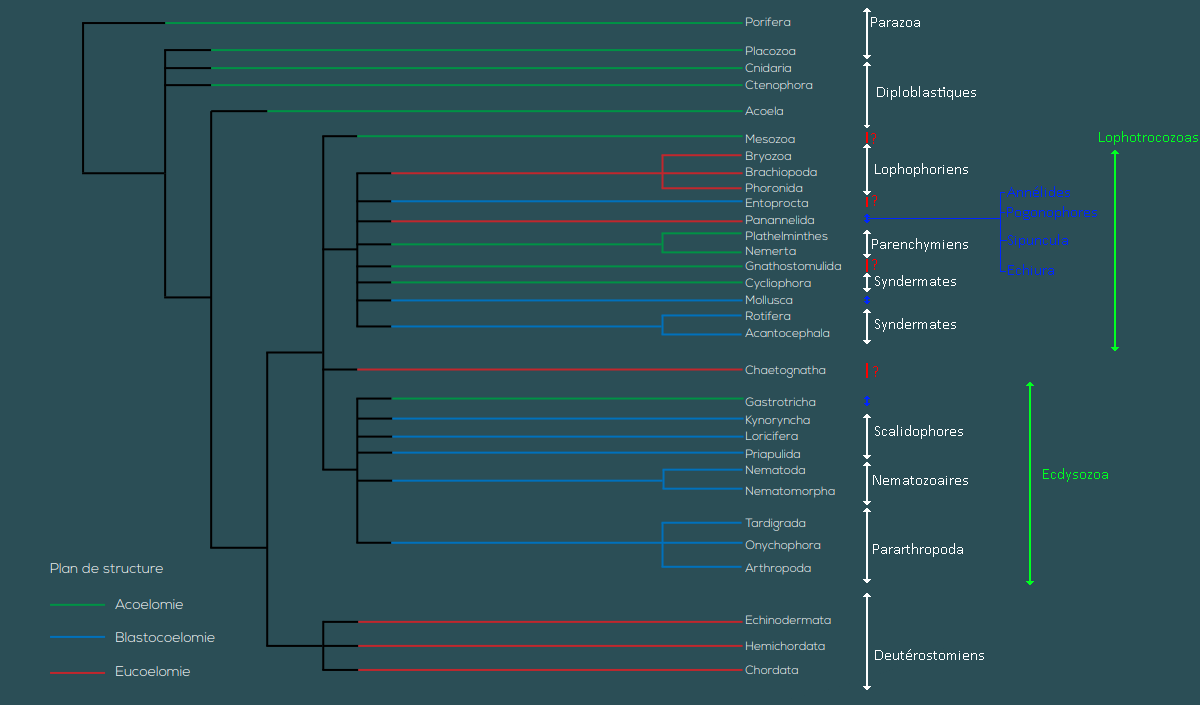 Porifera
Parazoa
Placozoa
Cnidaria
Ctenophora
Diploblastiques
Acoela
Lophotrocozoas
Mesozoa
Bryozoa
Brachiopoda
Lophophoriens
Phoronida
Entoprocta
?
Annélides
Pogonophores
Sipuncula
Echiura
Panannelida
Plathelminthes
Parenchymiens
Nemerta
Gnathostomulida
?
Cycliophora
Syndermates
Mollusca
Rotifera
Syndermates
Acantocephala
Chaetognatha
Gastrotricha
Kynoryncha
Scalidophores
Loricifera
Priapulida
Nematoda
Nematozoaires
Ecdysozoa
Nematomorpha
Tardigrada
Onychophora
Pararthropoda
Arthropoda
Plan de structure
Acoelomie
Blastocoelomie
Eucoelomie
Echinodermata
Hemichordata
Deutérostomiens
Chordata